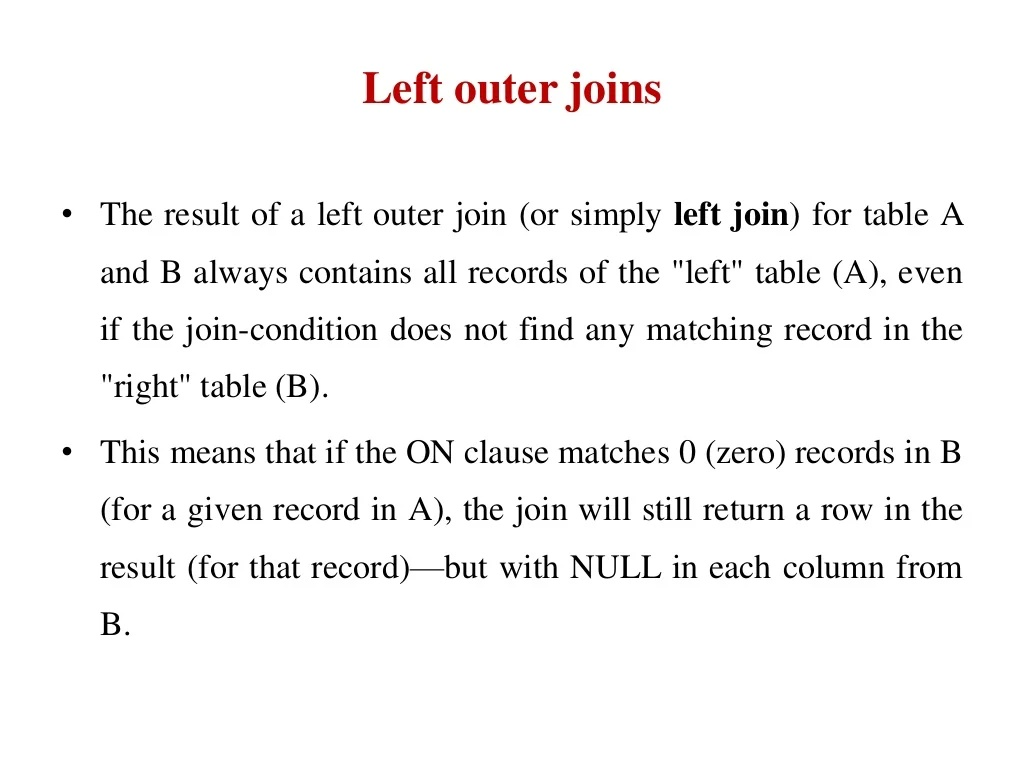 Left outer joins
• The result of a left outer join (or simply left join) for table A
and B always contains all records of the "left" table (A), even
if the join-condition does not find any matching record in the
"right" table (B).
• This means that if the ON clause matches 0 (zero) records in B
(for a given record in A), the join will still return a row in the
result (for that record)—but with NULL in each column from
B.